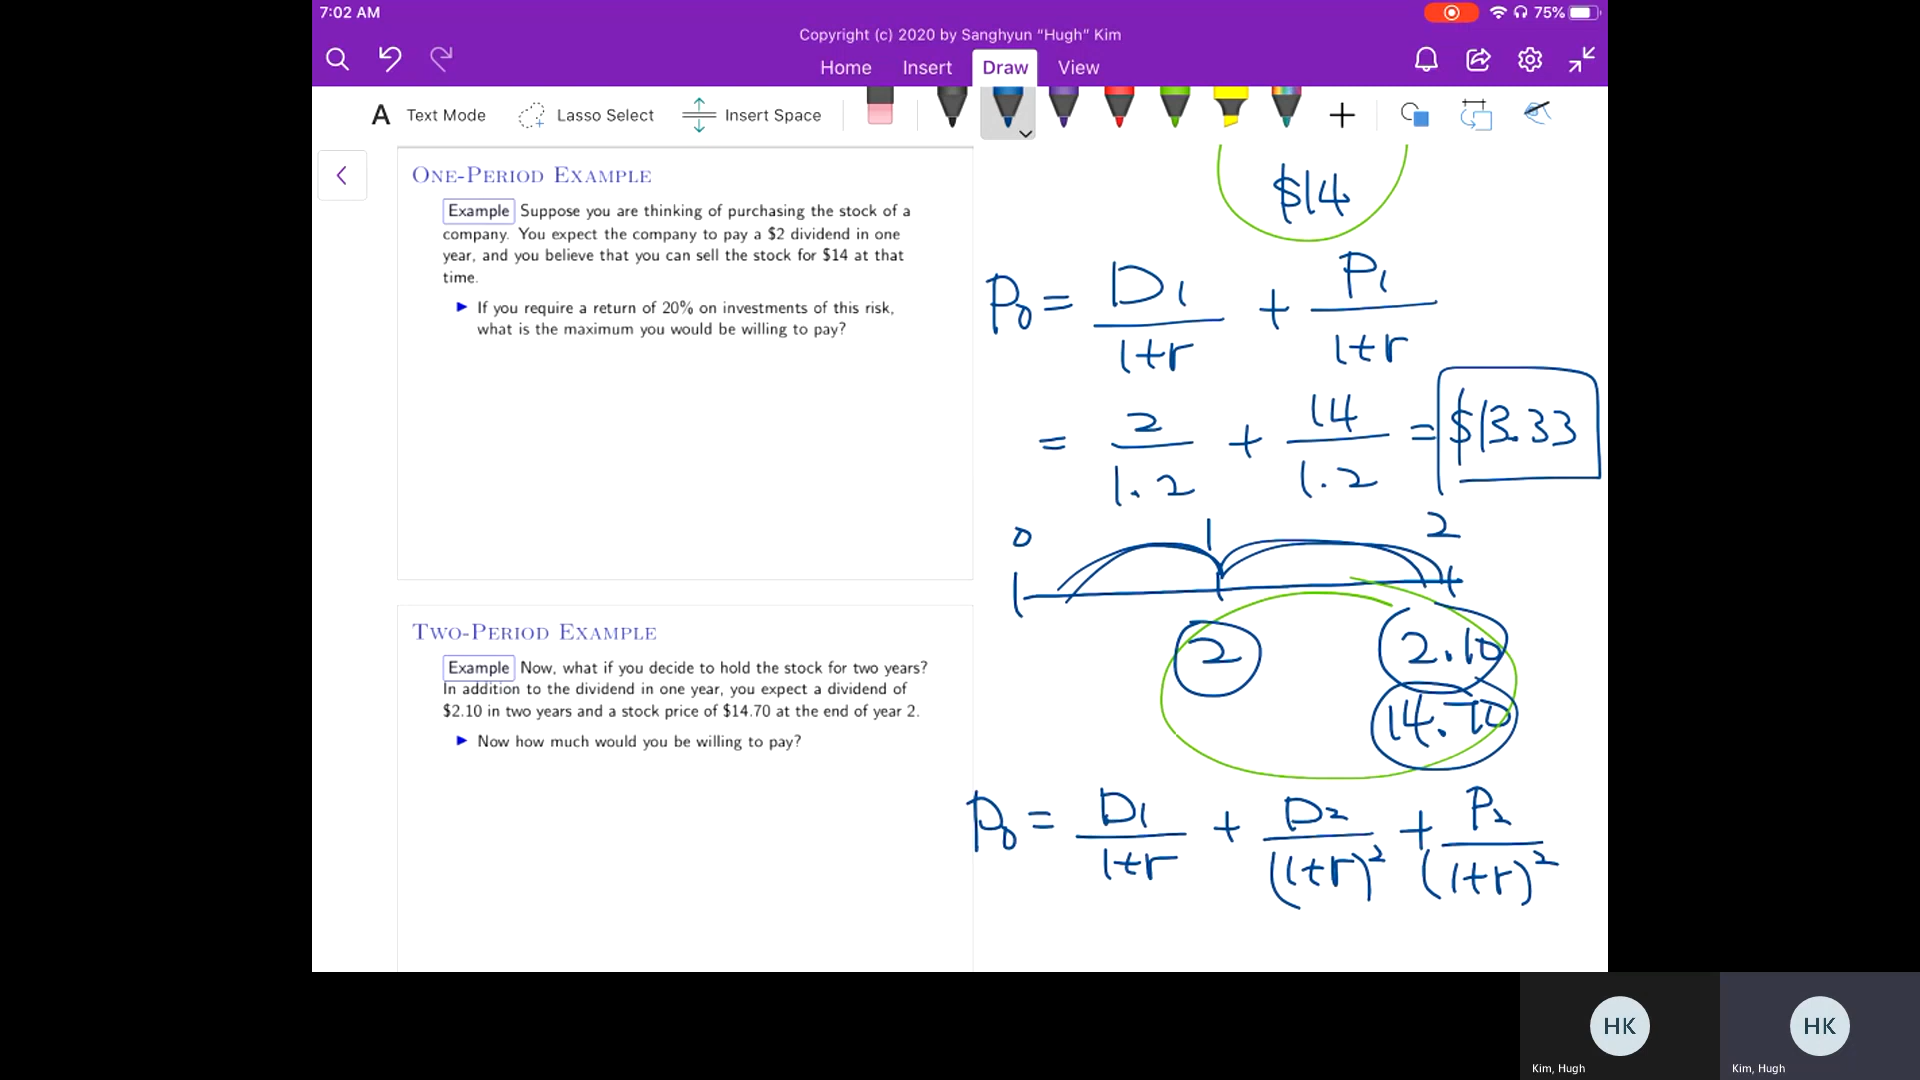 7:02 AM
75%
Copyright (c) 2020 by Sanghyun “Hugh” Kim
Home Insert Draw View
A Text Mode Lasso Select Insert Space
One-Period Example
Example Suppose you are thinking of purchasing the stock of a
company. You expect the company to pay a $2 dividend in one
year, and you believe that you can sell the stock for $14 at that
time.
If you require a return of 20% on investments of this risk,
what is the maximum you would be willing to pay?
Two-Period Example
Example Now, what if you decide to hold the stock for two years?
In addition to the dividend in one year, you expect a dividend of
$2.10 in two years and a stock price of $14.70 at the end of year 2.
Now how much would you be willing to pay?
$14
P0 = D1/1+r + P1/1+r
= 2/1.2 + 14/1.2 = $13.33
0 1 2
2 2.10
14.70
P0 = D1/1+r + D2/(1+r)² + P2/(1+r)²
HK HK
Kim, Hugh Kim, Hugh